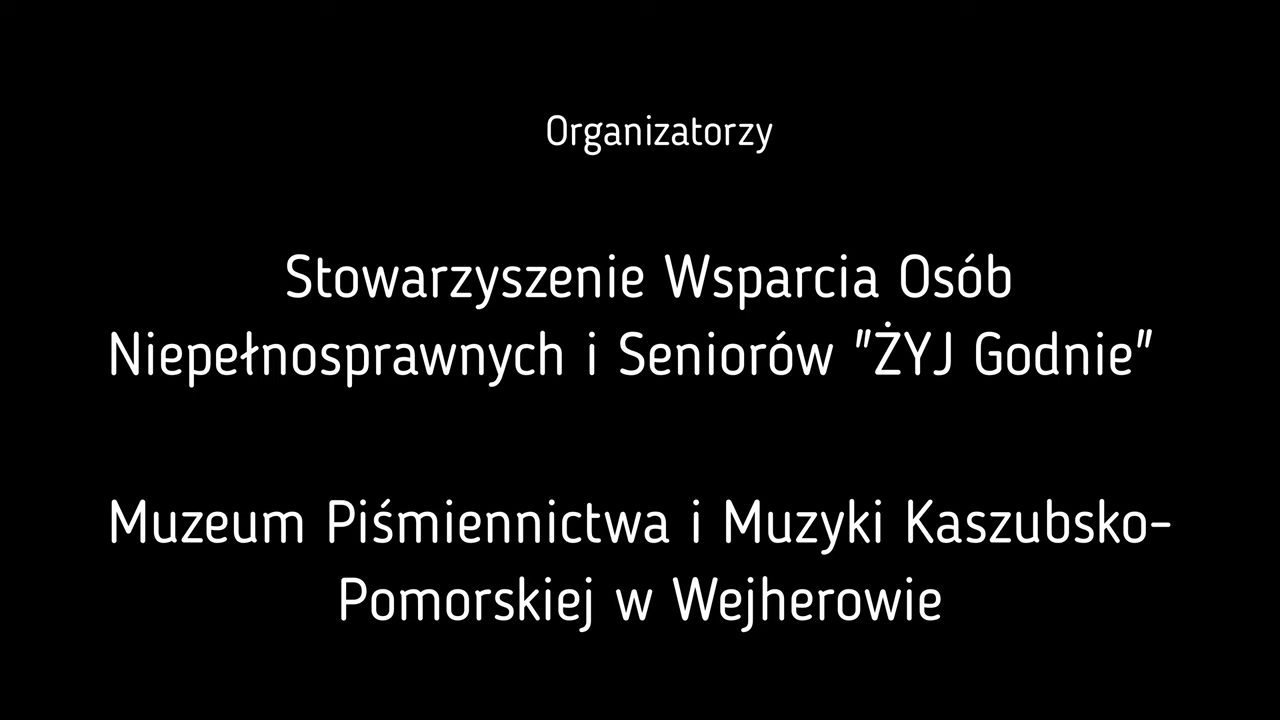 Organizatorzy
Stowarzyszenie Wsparcia Osób
Niepełnosprawnych i Seniorów "ŻYJ Godnie"
Muzeum Piśmiennictwa i Muzyki Kaszubsko-
Pomorskiej w Wejherowie